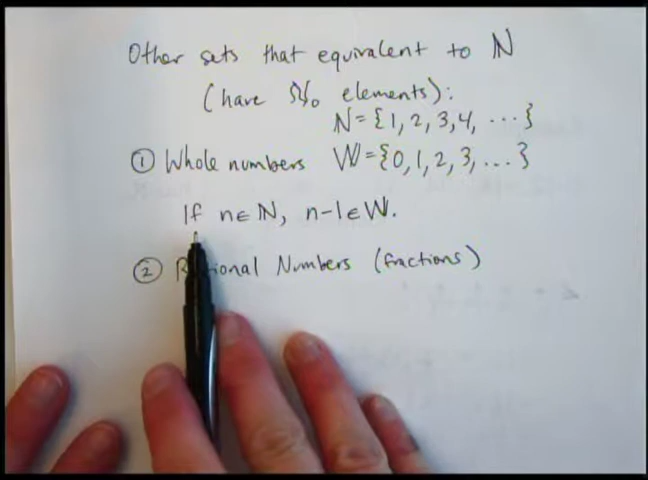 Other sets that equivalent to ℕ
(have ℵ₀ elements):
ℕ={1,2,3,4, ...}
① Whole numbers W={0,1,2,3,...}
If n∈ℕ, n-1∈W.
② Rational Numbers (fractions)